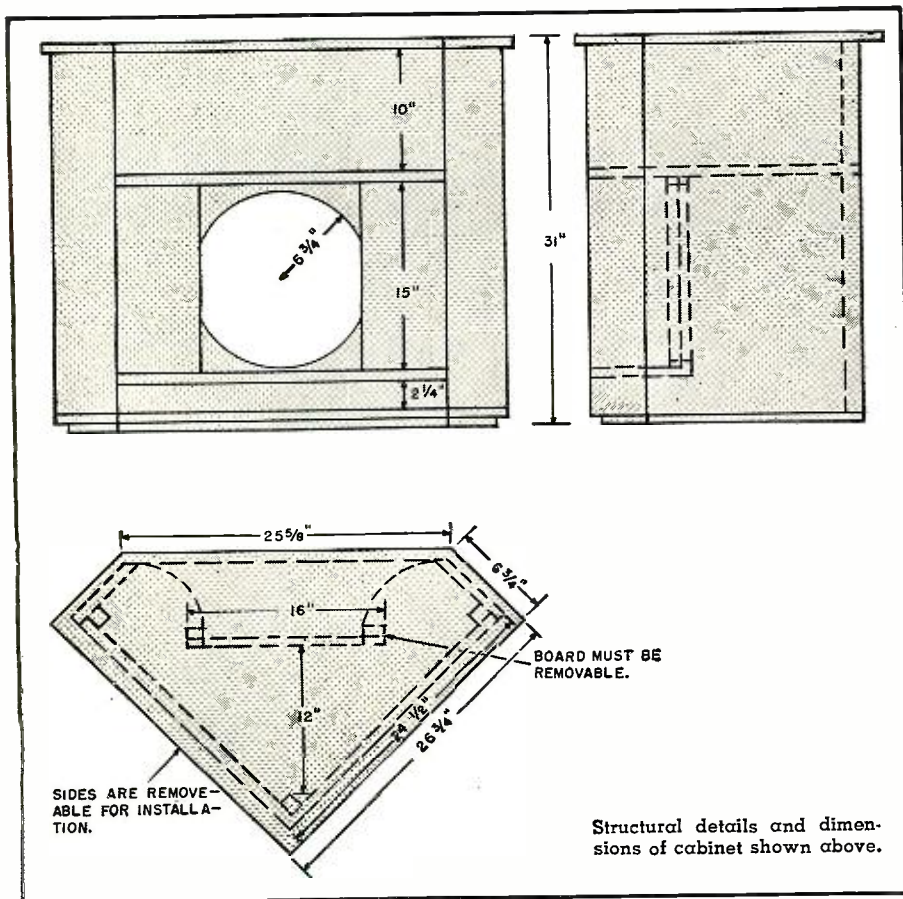 10"
6 3/4"
15"
2 1/4"
31"
25 5/8"
6 3/4"
16"
BOARD MUST BE
REMOVABLE.
12"
24 1/2"
26 3/4"
SIDES ARE REMOVE-
ABLE FOR INSTALLA-
TION.
Structural details and dimen-
sions of cabinet shown above.